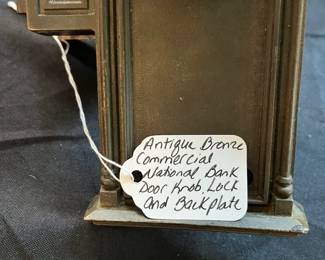 Antique Bronze
Commercial
National Bank
Door Knob, Lock
And Backplate